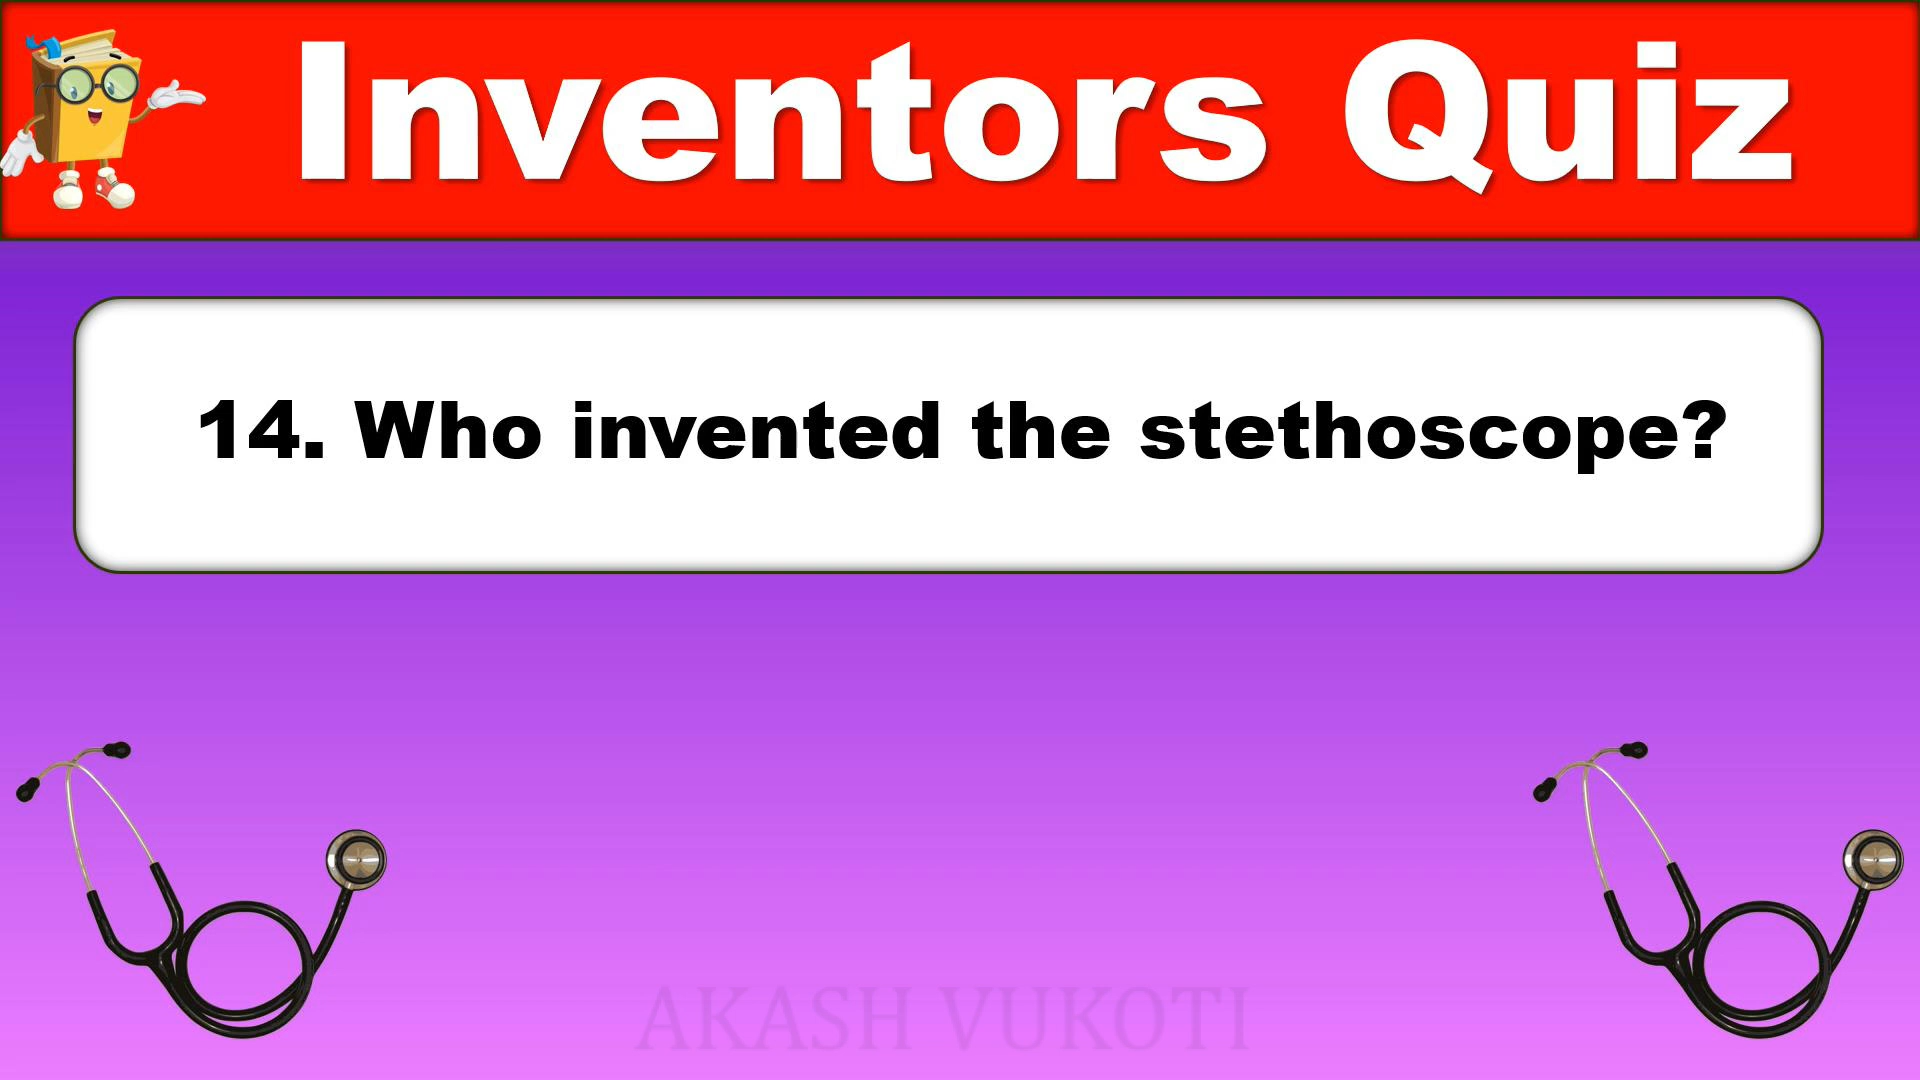 Inventors Quiz
14. Who invented the stethoscope?
AKASH VUKOTI